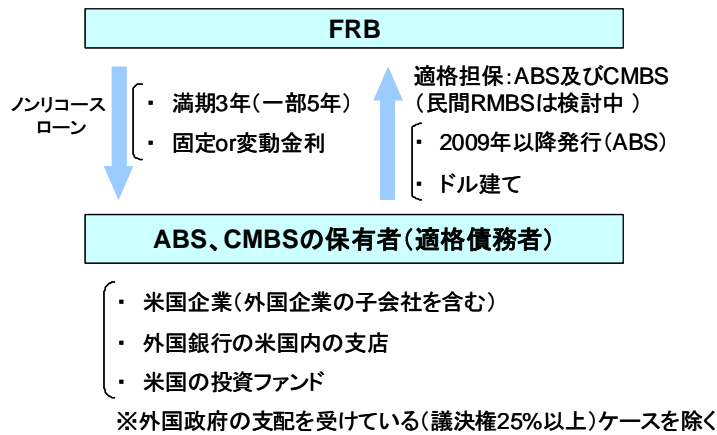 FRB
ノンリコース
ローン
・ 満期3年(一部5年)
・ 固定or変動金利
適格担保:ABS及びCMBS
(民間RMBSは検討中 )
・ 2009年以降発行(ABS)
・ ドル建て
ABS、CMBSの保有者(適格債務者)
・ 米国企業(外国企業の子会社を含む)
・ 外国銀行の米国内の支店
・ 米国の投資ファンド
※外国政府の支配を受けている(議決権25%以上)ケースを除く